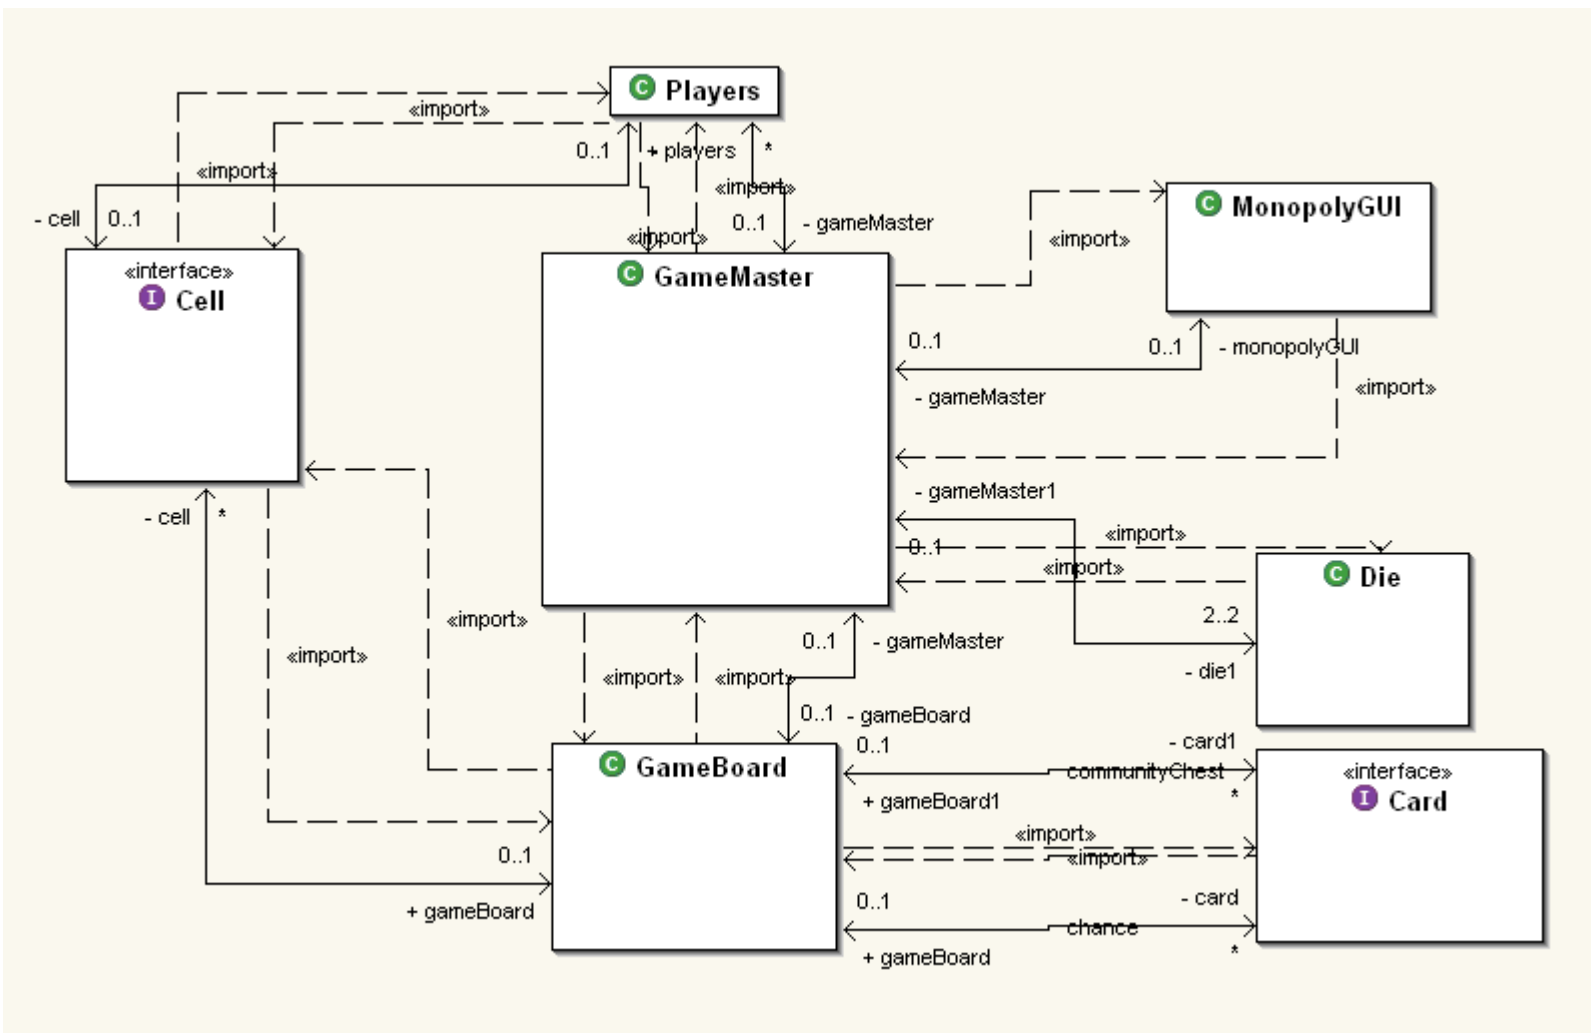 C Players
«import»
0..1
+ players
*
«import»
«import»
- cell
0..1
0..1
- gameMaster
«import»
C MonopolyGUI
«import»
«interface»
I Cell
C GameMaster
0..1
0..1
- monopolyGUI
- gameMaster
«import»
- gameMaster1
- cell
*
0..1
«import»
«import»
C Die
2..2
- die1
«import»
«import»
0..1
- gameMaster
«import»
«import»
0..1
- gameBoard
C GameBoard
0..1
- card1
communityChest
*
+ gameBoard1
«interface»
I Card
«import»
«import»
0..1
+ gameBoard
0..1
- card
chance
*
+ gameBoard